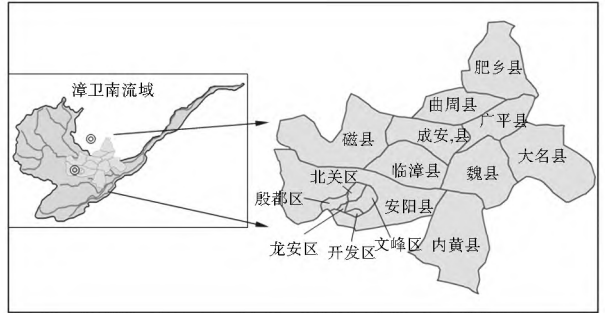 漳卫南流域
肥乡县
曲周县
广平县
磁县
成安,县
大名县
临漳县
魏县
北关区
殷都区
安阳县
龙安区
开发区
文峰区
内黄县